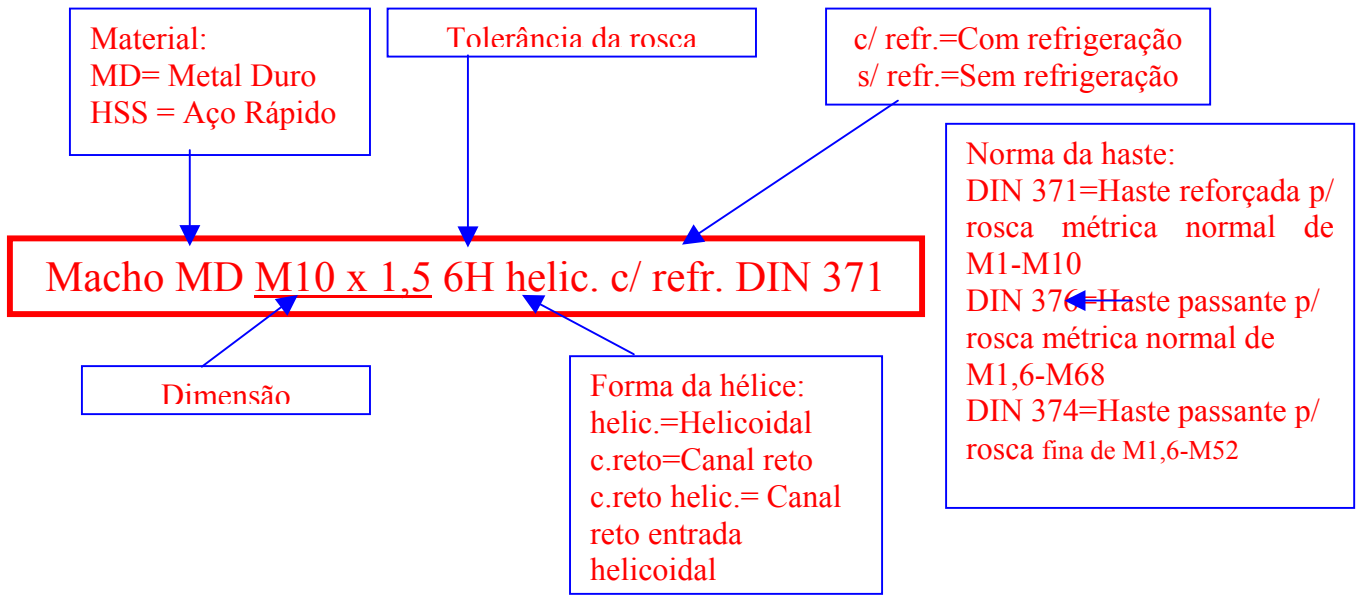 Material:
MD= Metal Duro
HSS = Aço Rápido
Tolerância da rosca
c/ refr.=Com refrigeração
s/ refr.=Sem refrigeração
Norma da haste:
DIN 371=Haste reforçada p/
rosca métrica normal de
M1-M10
DIN 376=Haste passante p/
rosca métrica normal de
M1,6-M68
DIN 374=Haste passante p/
rosca fina de M1,6-M52
Macho MD M10 x 1,5 6H helic. c/ refr. DIN 371
Dimensão
Forma da hélice:
helic.=Helicoidal
c.reto=Canal reto
c.reto helic.= Canal
reto entrada
helicoidal